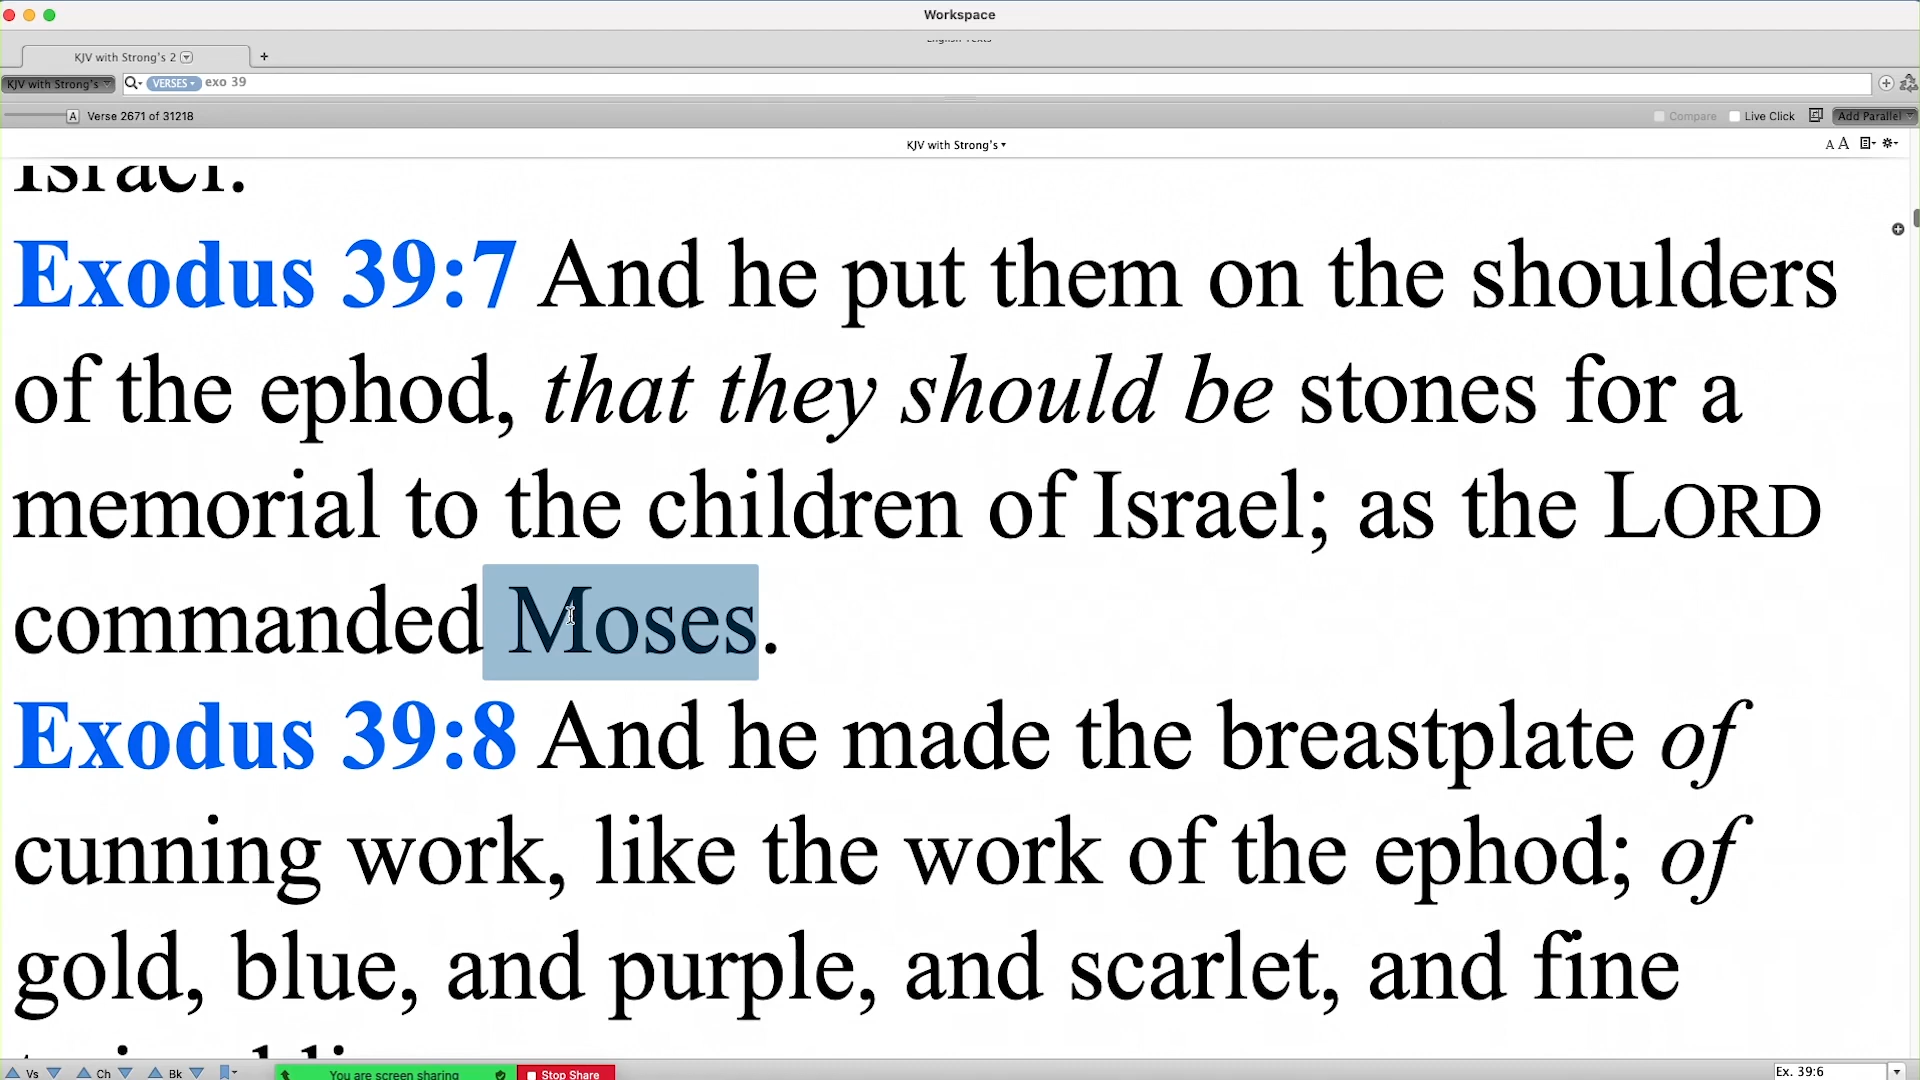 Workspace
English Texts
KJV with Strong's 2
+
KJV with Strong's
VERSES exo 39
A Verse 2671 of 31218
Compare Live Click Add Parallel
KJV with Strong's
A A
Israel.
Exodus 39:7 And he put them on the shoulders
of the ephod, that they should be stones for a
memorial to the children of Israel; as the LORD
commanded Moses.
Exodus 39:8 And he made the breastplate of
cunning work, like the work of the ephod; of
gold, blue, and purple, and scarlet, and fine
Vs Ch Bk
You are screen sharing
Stop Share
Ex. 39:6